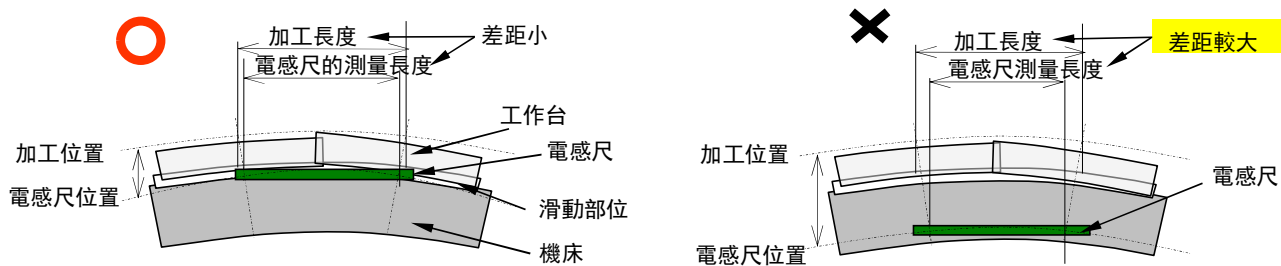 加工長度
差距小
電感尺的測量長度
工作台
加工位置
電感尺
電感尺位置
滑動部位
機床
加工長度
差距較大
電感尺測量長度
加工位置
電感尺
電感尺位置